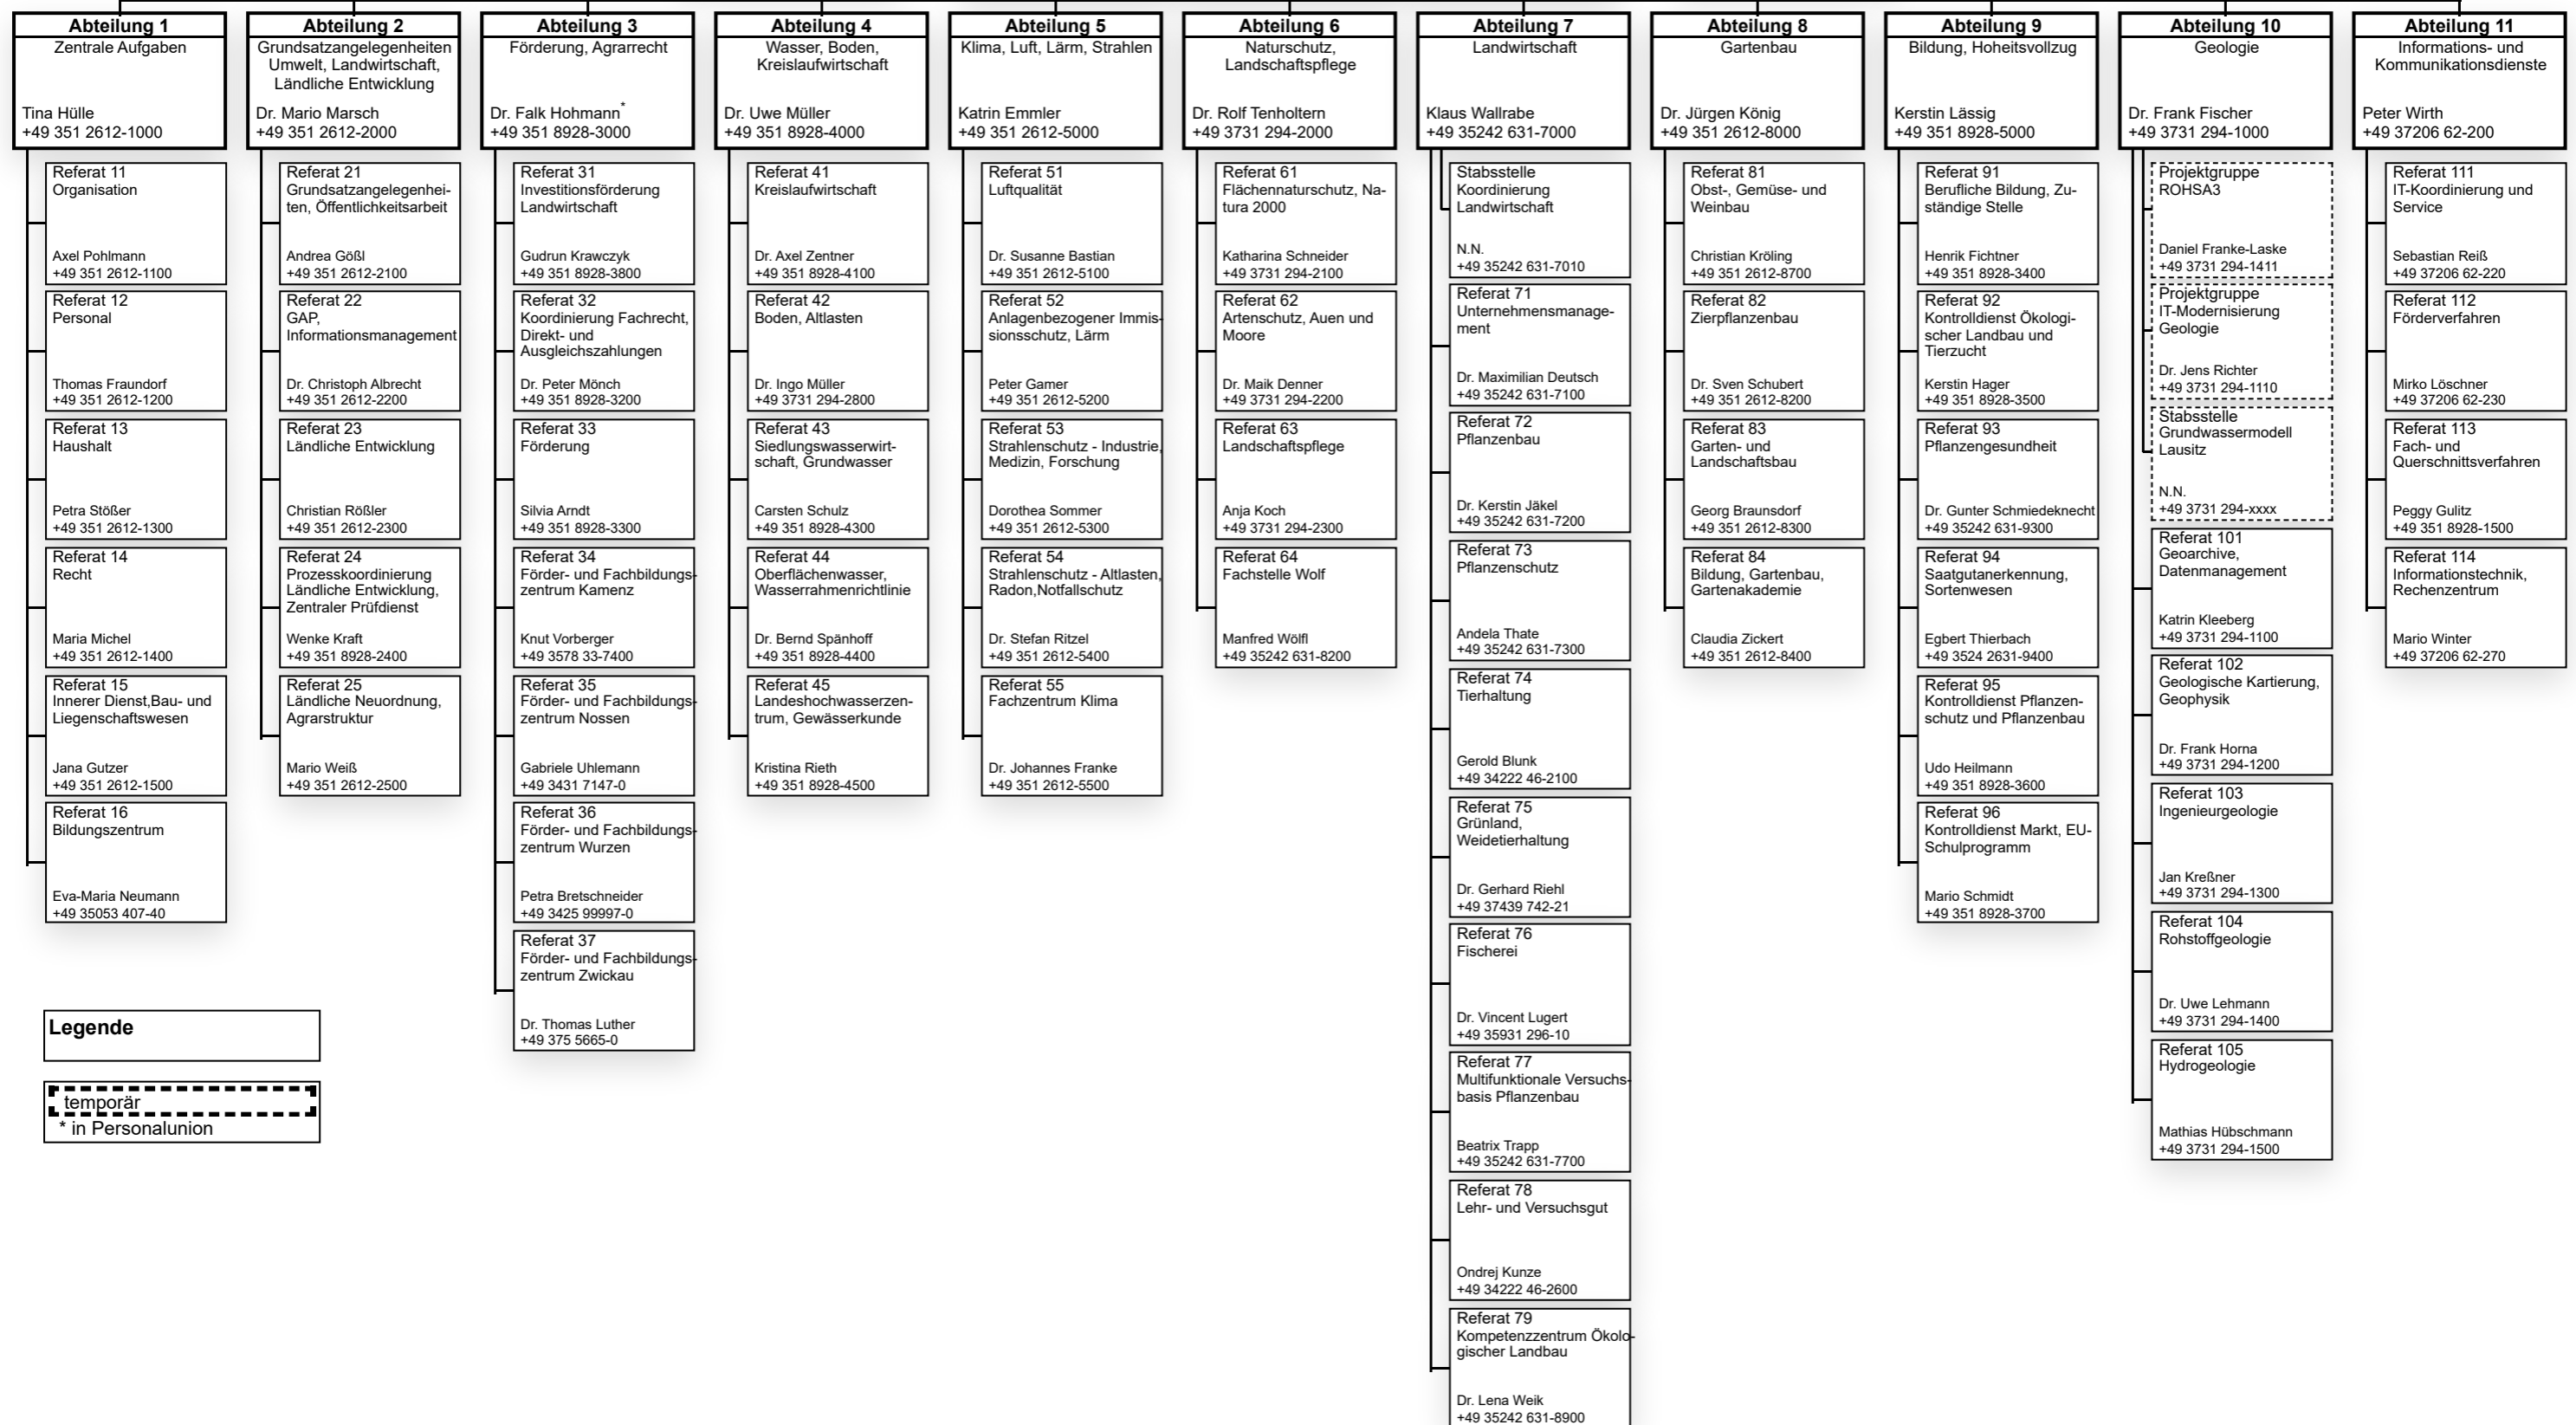 Abteilung 1
Zentrale Aufgaben
Tina Hülle
+49 351 2612-1000
Referat 11
Organisation
Axel Pohlmann
+49 351 2612-1100
Referat 12
Personal
Thomas Fraundorf
+49 351 2612-1200
Referat 13
Haushalt
Petra Stößer
+49 351 2612-1300
Referat 14
Recht
Maria Michel
+49 351 2612-1400
Referat 15
Innerer Dienst,Bau- und
Liegenschaftswesen
Jana Gutzer
+49 351 2612-1500
Referat 16
Bildungszentrum
Eva-Maria Neumann
+49 35053 407-40
Abteilung 2
Grundsatzangelegenheiten
Umwelt, Landwirtschaft,
Ländliche Entwicklung
Dr. Mario Marsch
+49 351 2612-2000
Referat 21
Grundsatzangelegenhei-
ten, Öffentlichkeitsarbeit
Andrea Gößl
+49 351 2612-2100
Referat 22
GAP,
Informationsmanagement
Dr. Christoph Albrecht
+49 351 2612-2200
Referat 23
Ländliche Entwicklung
Christian Rößler
+49 351 2612-2300
Referat 24
Prozesskoordinierung
Ländliche Entwicklung,
Zentraler Prüfdienst
Wenke Kraft
+49 351 8928-2400
Referat 25
Ländliche Neuordnung,
Agrarstruktur
Mario Weiß
+49 351 2612-2500
Abteilung 3
Förderung, Agrarrecht
Dr. Falk Hohmann*
+49 351 8928-3000
Referat 31
Investitionsförderung
Landwirtschaft
Gudrun Krawczyk
+49 351 8928-3800
Referat 32
Koordinierung Fachrecht,
Direkt- und
Ausgleichszahlungen
Dr. Peter Mönch
+49 351 8928-3200
Referat 33
Förderung
Silvia Arndt
+49 351 8928-3300
Referat 34
Förder- und Fachbildungs-
zentrum Kamenz
Knut Vorberger
+49 3578 33-7400
Referat 35
Förder- und Fachbildungs-
zentrum Nossen
Gabriele Uhlemann
+49 3431 7147-0
Referat 36
Förder- und Fachbildungs-
zentrum Wurzen
Petra Bretschneider
+49 3425 99997-0
Referat 37
Förder- und Fachbildungs-
zentrum Zwickau
Dr. Thomas Luther
+49 375 5665-0
Abteilung 4
Wasser, Boden,
Kreislaufwirtschaft
Dr. Uwe Müller
+49 351 8928-4000
Referat 41
Kreislaufwirtschaft
Dr. Axel Zentner
+49 351 8928-4100
Referat 42
Boden, Altlasten
Dr. Ingo Müller
+49 3731 294-2800
Referat 43
Siedlungswasserwirt-
schaft, Grundwasser
Carsten Schulz
+49 351 8928-4300
Referat 44
Oberflächenwasser,
Wasserrahmenrichtlinie
Dr. Bernd Spänhoff
+49 351 8928-4400
Referat 45
Landeshochwasserzen-
trum, Gewässerkunde
Kristina Rieth
+49 351 8928-4500
Abteilung 5
Klima, Luft, Lärm, Strahlen
Katrin Emmler
+49 351 2612-5000
Referat 51
Luftqualität
Dr. Susanne Bastian
+49 351 2612-5100
Referat 52
Anlagenbezogener Immis-
sionsschutz, Lärm
Peter Gamer
+49 351 2612-5200
Referat 53
Strahlenschutz - Industrie,
Medizin, Forschung
Dorothea Sommer
+49 351 2612-5300
Referat 54
Strahlenschutz - Altlasten,
Radon,Notfallschutz
Dr. Stefan Ritzel
+49 351 2612-5400
Referat 55
Fachzentrum Klima
Dr. Johannes Franke
+49 351 2612-5500
Abteilung 6
Naturschutz,
Landschaftspflege
Dr. Rolf Tenholtern
+49 3731 294-2000
Referat 61
Flächennaturschutz, Na-
tura 2000
Katharina Schneider
+49 3731 294-2100
Referat 62
Artenschutz, Auen und
Moore
Dr. Maik Denner
+49 3731 294-2200
Referat 63
Landschaftspflege
Anja Koch
+49 3731 294-2300
Referat 64
Fachstelle Wolf
Manfred Wölfl
+49 35242 631-8200
Abteilung 7
Landwirtschaft
Klaus Wallrabe
+49 35242 631-7000
Stabsstelle
Koordinierung
Landwirtschaft
N.N.
+49 35242 631-7010
Referat 71
Unternehmensmanage-
ment
Dr. Maximilian Deutsch
+49 35242 631-7100
Referat 72
Pflanzenbau
Dr. Kerstin Jäkel
+49 35242 631-7200
Referat 73
Pflanzenschutz
Andela Thate
+49 35242 631-7300
Referat 74
Tierhaltung
Gerold Blunk
+49 34222 46-2100
Referat 75
Grünland,
Weidetierhaltung
Dr. Gerhard Riehl
+49 37439 742-21
Referat 76
Fischerei
Dr. Vincent Lugert
+49 35931 296-10
Referat 77
Multifunktionale Versuchs-
basis Pflanzenbau
Beatrix Trapp
+49 35242 631-7700
Referat 78
Lehr- und Versuchsgut
Ondrej Kunze
+49 34222 46-2600
Referat 79
Kompetenzzentrum Ökolo-
gischer Landbau
Dr. Lena Weik
+49 35242 631-8900
Abteilung 8
Gartenbau
Dr. Jürgen König
+49 351 2612-8000
Referat 81
Obst-, Gemüse- und
Weinbau
Christian Kröling
+49 351 2612-8700
Referat 82
Zierpflanzenbau
Dr. Sven Schubert
+49 351 2612-8200
Referat 83
Garten- und
Landschaftsbau
Georg Braunsdorf
+49 351 2612-8300
Referat 84
Bildung, Gartenbau,
Gartenakademie
Claudia Zickert
+49 351 2612-8400
Abteilung 9
Bildung, Hoheitsvollzug
Kerstin Lässig
+49 351 8928-5000
Referat 91
Berufliche Bildung, Zu-
ständige Stelle
Henrik Fichtner
+49 351 8928-3400
Referat 92
Kontrolldienst Ökologi-
scher Landbau und
Tierzucht
Kerstin Hager
+49 351 8928-3500
Referat 93
Pflanzengesundheit
Dr. Gunter Schmiedeknecht
+49 35242 631-9300
Referat 94
Saatgutanerkennung,
Sortenwesen
Egbert Thierbach
+49 3524 2631-9400
Referat 95
Kontrolldienst Pflanzen-
schutz und Pflanzenbau
Udo Heilmann
+49 351 8928-3600
Referat 96
Kontrolldienst Markt, EU-
Schulprogramm
Mario Schmidt
+49 351 8928-3700
Abteilung 10
Geologie
Dr. Frank Fischer
+49 3731 294-1000
Projektgruppe
ROHSA3
Daniel Franke-Laske
+49 3731 294-1411
Projektgruppe
IT-Modernisierung
Geologie
Dr. Jens Richter
+49 3731 294-1110
Stabsstelle
Grundwassermodell
Lausitz
N.N.
+49 3731 294-xxxx
Referat 101
Geoarchive,
Datenmanagement
Katrin Kleeberg
+49 3731 294-1100
Referat 102
Geologische Kartierung,
Geophysik
Dr. Frank Horna
+49 3731 294-1200
Referat 103
Ingenieurgeologie
Jan Kreßner
+49 3731 294-1300
Referat 104
Rohstoffgeologie
Dr. Uwe Lehmann
+49 3731 294-1400
Referat 105
Hydrogeologie
Mathias Hübschmann
+49 3731 294-1500
Abteilung 11
Informations- und
Kommunikationsdienste
Peter Wirth
+49 37206 62-200
Referat 111
IT-Koordinierung und
Service
Sebastian Reiß
+49 37206 62-220
Referat 112
Förderverfahren
Mirko Löschner
+49 37206 62-230
Referat 113
Fach- und
Querschnittsverfahren
Peggy Gulitz
+49 351 8928-1500
Referat 114
Informationstechnik,
Rechenzentrum
Mario Winter
+49 37206 62-270
Legende
temporär
* in Personalunion